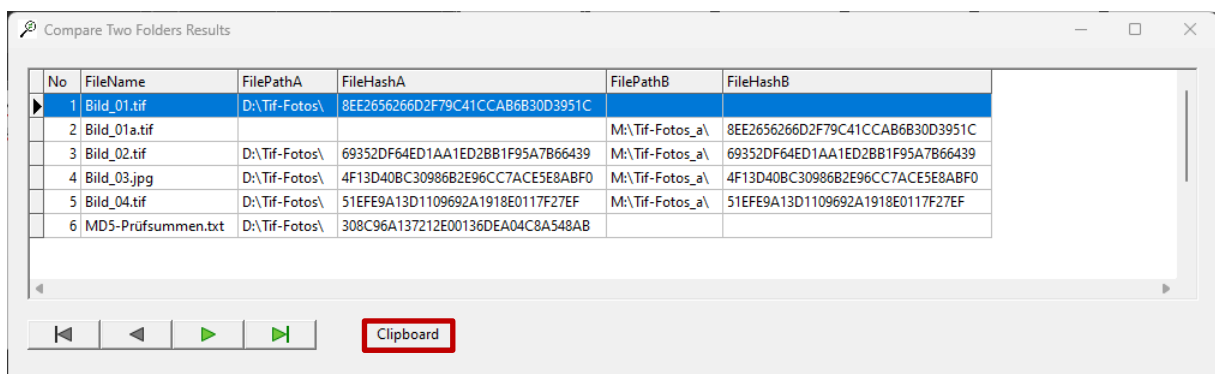 Compare Two Folders Results
No FileName FilePathA FileHashA FilePathB FileHashB
1 Bild_01.tif D:\Tif-Fotos\ 8EE2656266D2F79C41CCAB6B30D3951C
2 Bild_01a.tif M:\Tif-Fotos_a\ 8EE2656266D2F79C41CCAB6B30D3951C
3 Bild_02.tif D:\Tif-Fotos\ 69352DF64ED1AA1ED2BB1F95A7B66439 M:\Tif-Fotos_a\ 69352DF64ED1AA1ED2BB1F95A7B66439
4 Bild_03.jpg D:\Tif-Fotos\ 4F13D40BC30986B2E96CC7ACE5E8ABF0 M:\Tif-Fotos_a\ 4F13D40BC30986B2E96CC7ACE5E8ABF0
5 Bild_04.tif D:\Tif-Fotos\ 51EFE9A13D1109692A1918E0117F27EF M:\Tif-Fotos_a\ 51EFE9A13D1109692A1918E0117F27EF
6 MD5-Prüfsummen.txt D:\Tif-Fotos\ 308C96A137212E00136DEA04C8A548AB
Clipboard